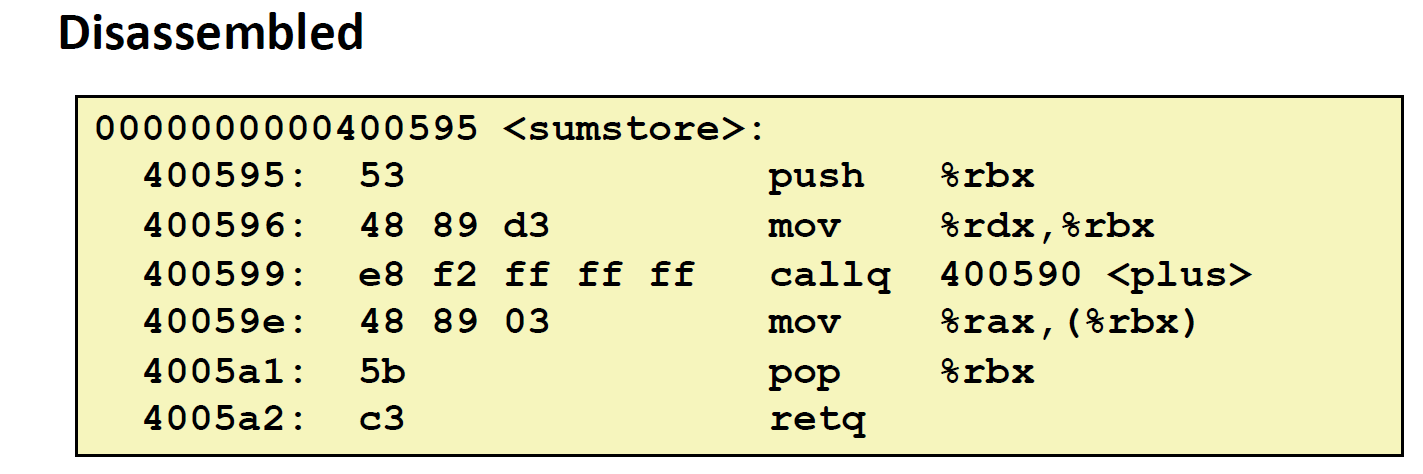 Disassembled
0000000000400595 <sumstore>:
400595: 53 push %rbx
400596: 48 89 d3 mov %rdx,%rbx
400599: e8 f2 ff ff ff callq 400590 <plus>
40059e: 48 89 03 mov %rax,(%rbx)
4005a1: 5b pop %rbx
4005a2: c3 retq